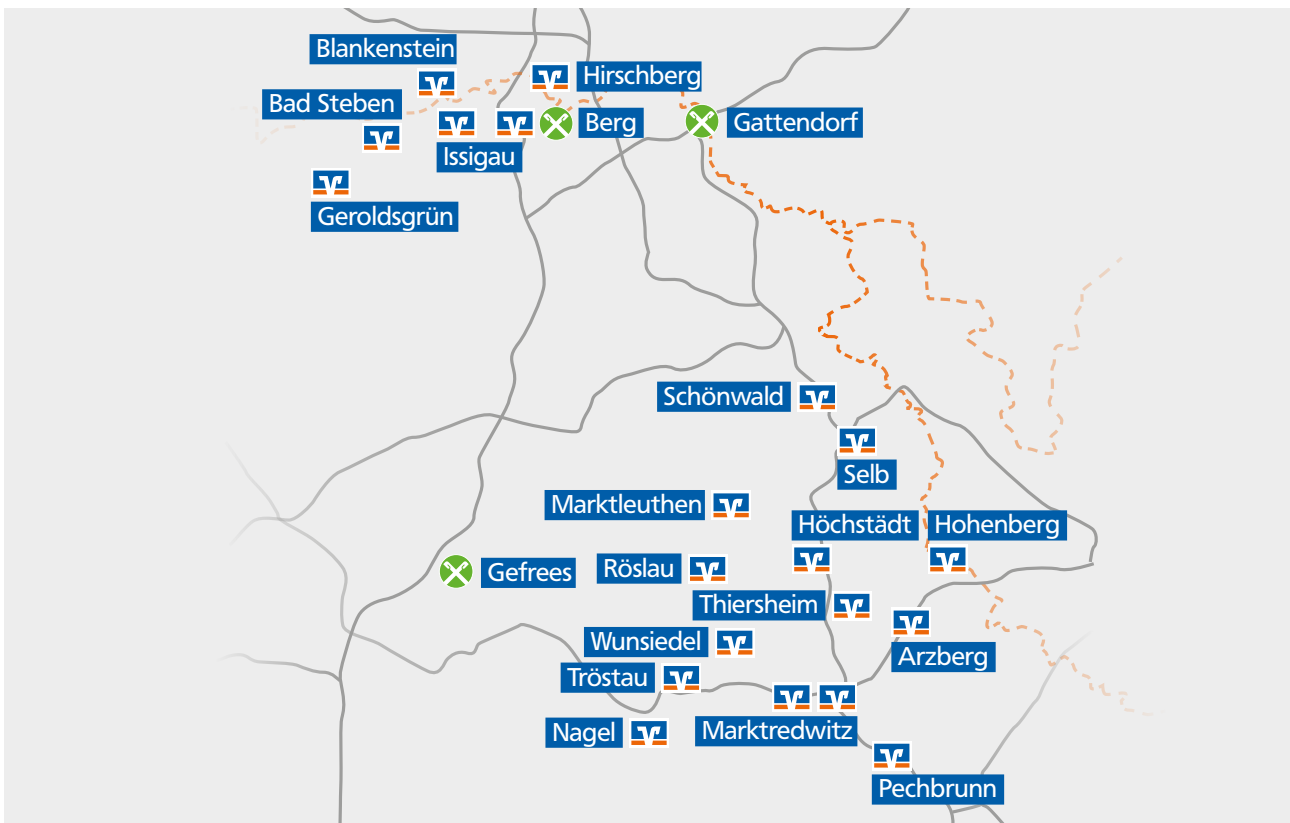 Blankenstein
Hirschberg
Bad Steben
Berg
Gattendorf
Issigau
Geroldsgrün
Schönwald
Selb
Marktleuthen
Höchstädt
Hohenberg
Gefrees
Röslau
Thiersheim
Wunsiedel
Arzberg
Tröstau
Nagel
Marktredwitz
Pechbrunn